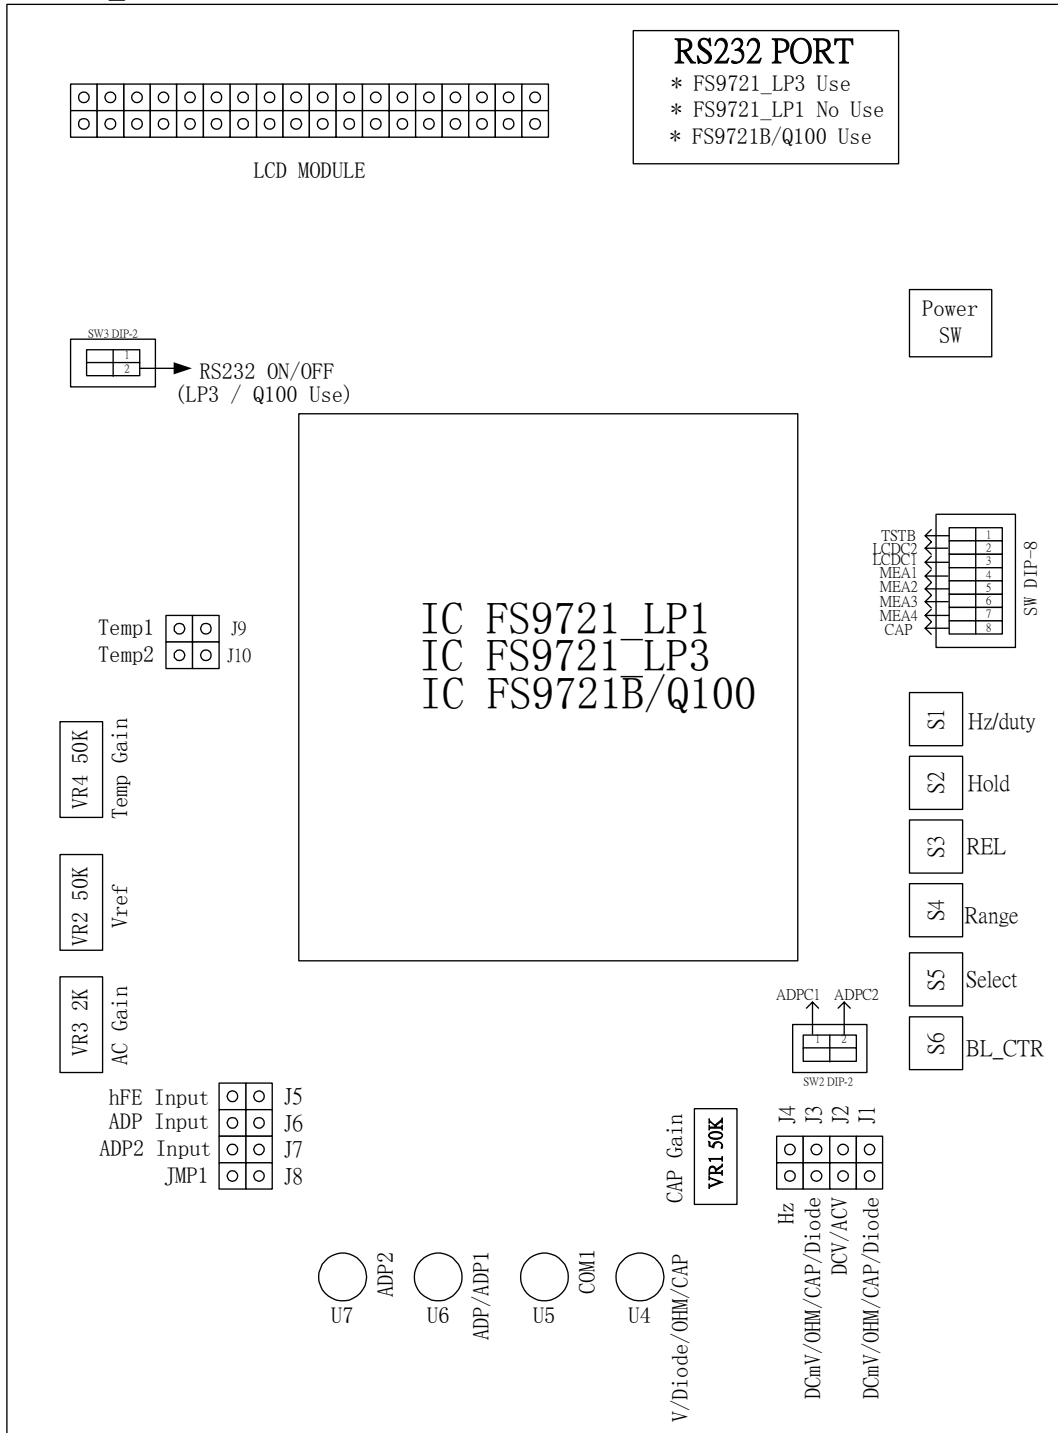 RS232 PORT
* FS9721_LP3 Use
* FS9721_LP1 No Use
* FS9721B/Q100 Use
LCD MODULE
Power
SW
SW3 DIP-2
1
2
RS232 ON/OFF
(LP3 / Q100 Use)
TSTB 1
LCDC2 2
LCDC1 3
MEA1 4
MEA2 5
MEA3 6
MEA4 7
CAP 8
SW DIP-8
IC FS9721_LP1
IC FS9721_LP3
IC FS9721B/Q100
Temp1 J9
Temp2 J10
VR4 50K
Temp Gain
VR2 50K
Vref
VR3 2K
AC Gain
S1 Hz/duty
S2 Hold
S3 REL
S4 Range
S5 Select
S6 BL_CTR
ADPC1 ADPC2
1 2
SW2 DIP-2
hFE Input J5
ADP Input J6
ADP2 Input J7
JMP1 J8
CAP Gain
VR1 50K
J4
J3
J2
J1
Hz
DCmV/OHM/CAP/Diode
DCV/ACV
DCmV/OHM/CAP/Diode
U7
ADP2
U6
ADP/ADP1
U5
COM1
U4
V/Diode/OHM/CAP